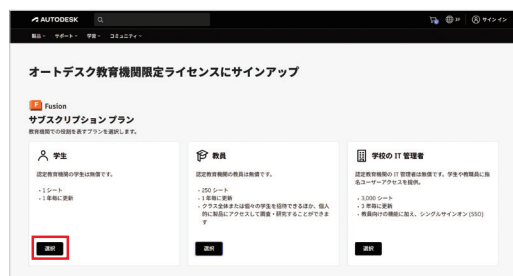 AUTODESK
JP
サインイン
製品
サポート
学習
コミュニティ
オートデスク教育機関限定ライセンスにサインアップ
F Fusion
サブスクリプション プラン
教育機関での役割を表すプランを選択します。
学生
認定教育機関の学生は無償です。
・1シート
・1 年毎に更新
選択
教員
認定教育機関の教員は無償です。
・250 シート
・1 年毎に更新
・クラス全体または個々の学生を招待できるほか、個人
的に製品にアクセスして調査・研究することができま
す
選択
学校の IT 管理者
認定教育機関の IT 管理者は無償です。学生や教職員に指
名ユーザーアクセスを提供。
・3,000 シート
・3 年毎に更新
・教員向けの機能に加え、シングルサインオン (SSO)
選択